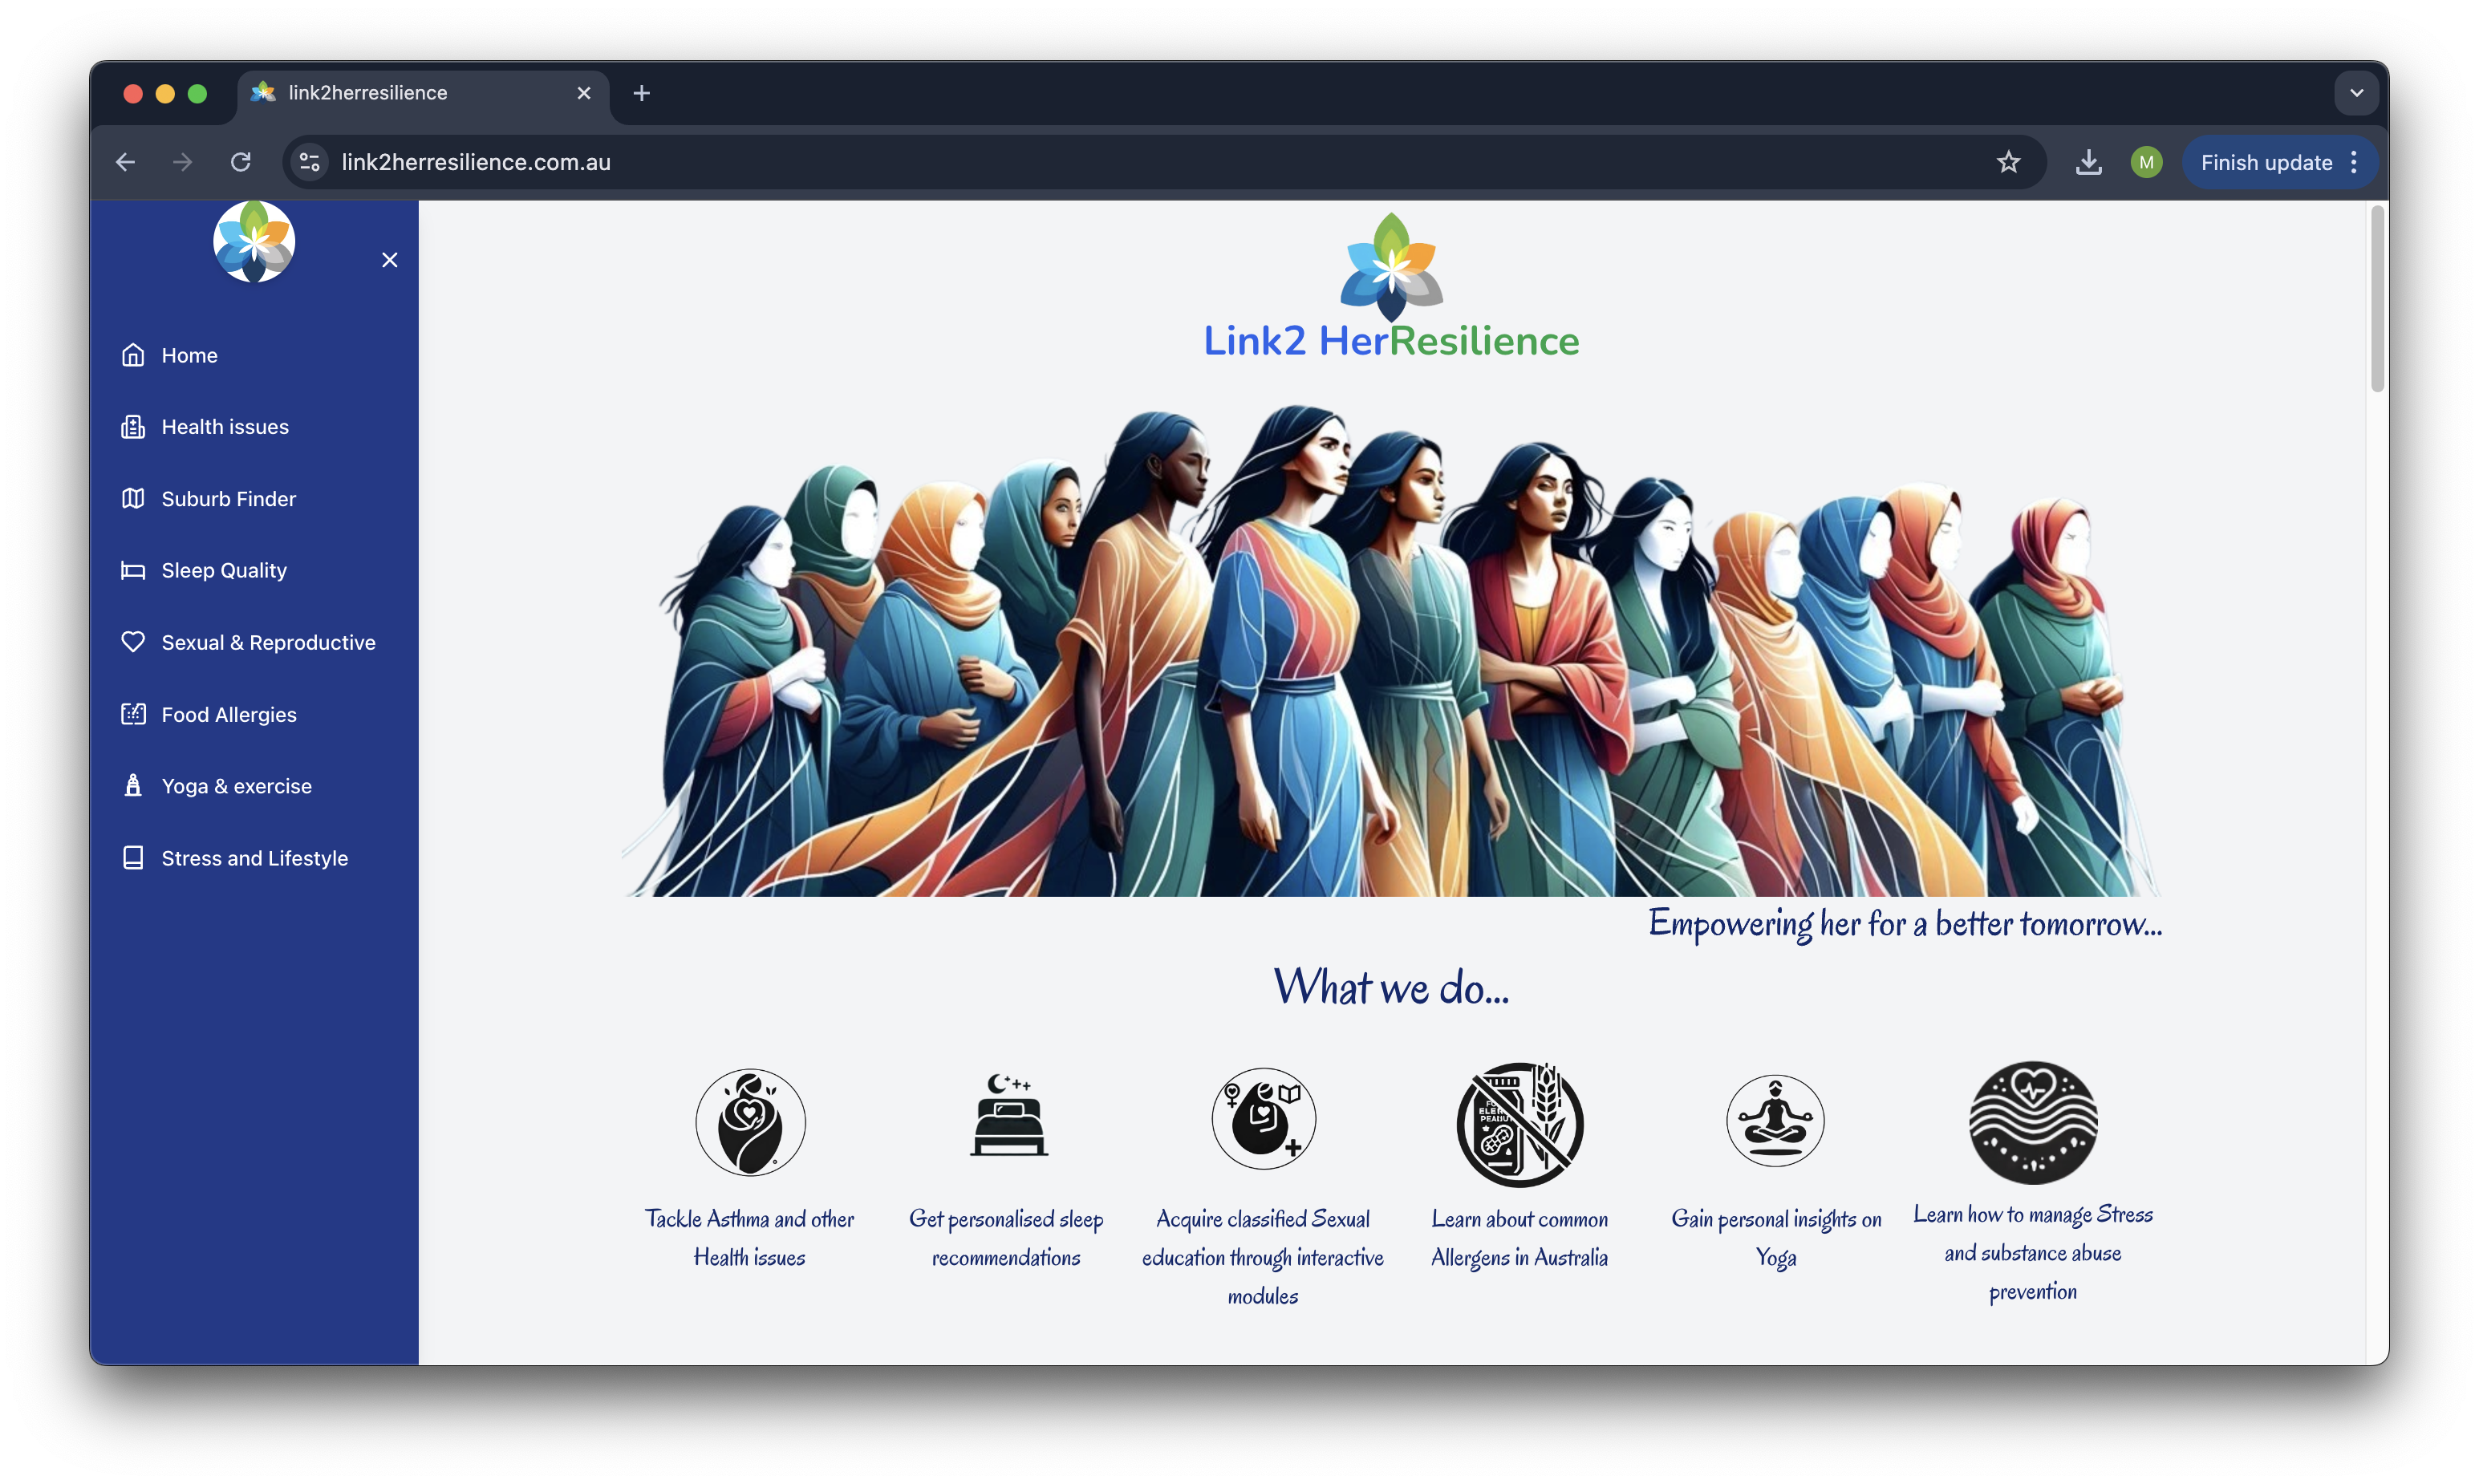 link2herresilience
link2herresilience.com.au
M
Finish update
Home
Health issues
Suburb Finder
Sleep Quality
Sexual & Reproductive
Food Allergies
Yoga & exercise
Stress and Lifestyle
Link2 HerResilience
Empowering her for a better tomorrow...
What we do...
Tackle Asthma and other
Health issues
Get personalised sleep
recommendations
Acquire classified Sexual
education through interactive
modules
Learn about common
Allergens in Australia
Gain personal insights on
Yoga
Learn how to manage Stress
and substance abuse
prevention